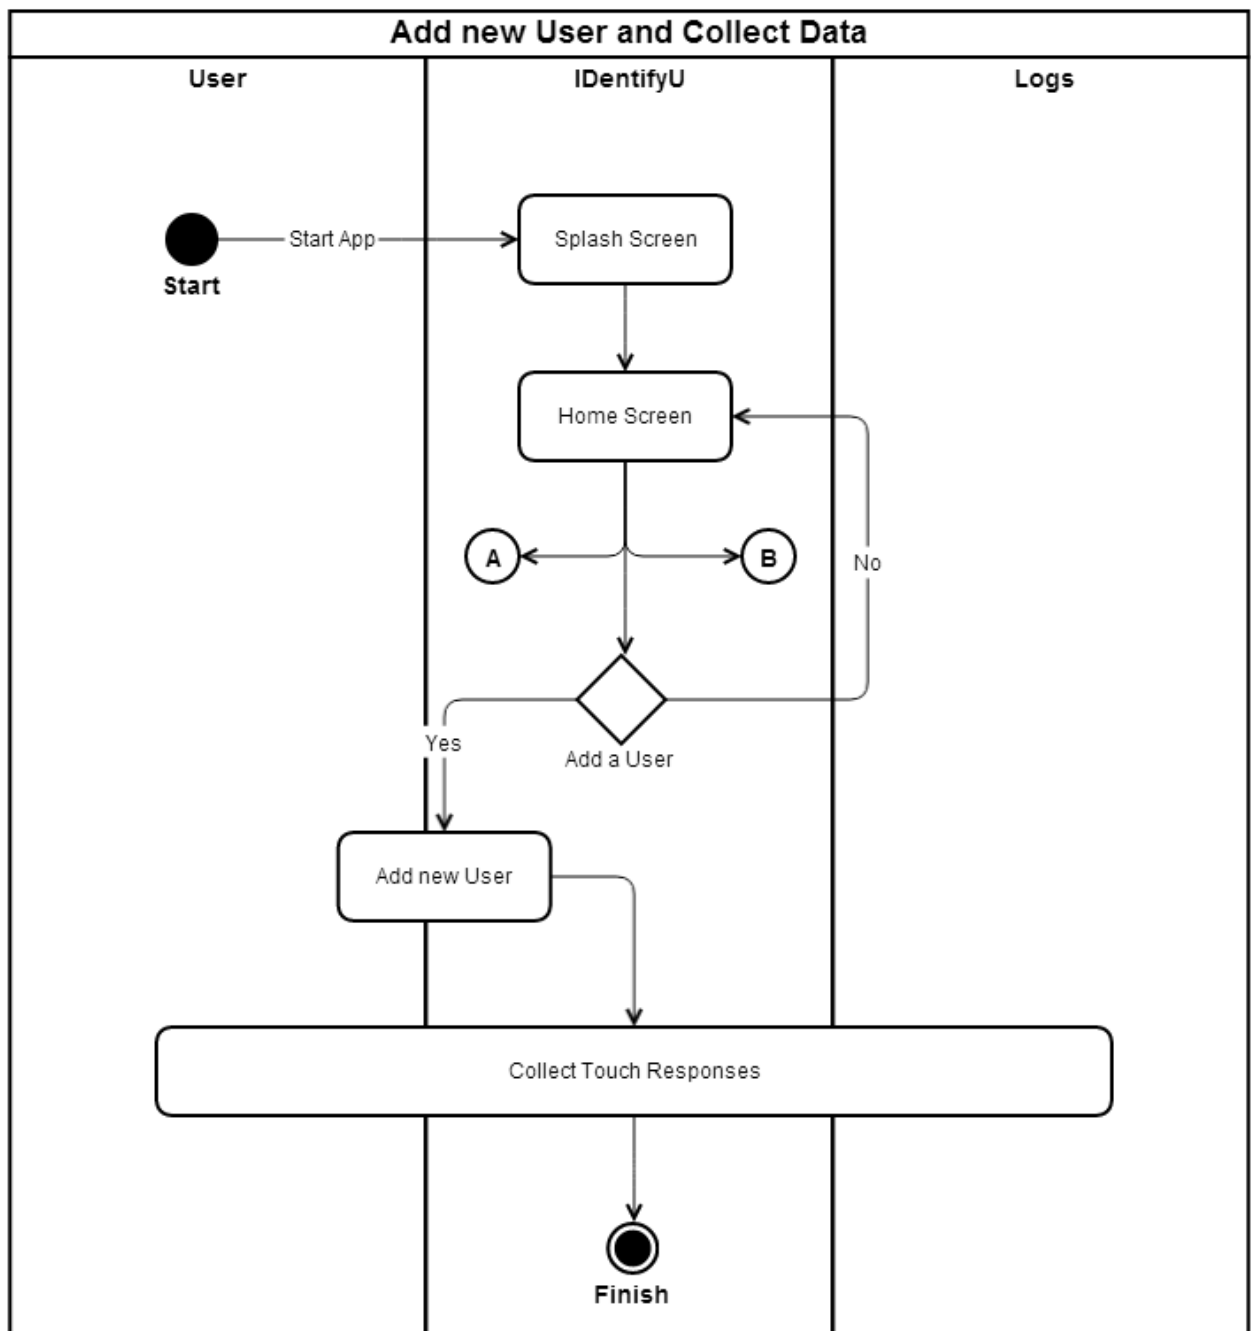 Add new User and Collect Data
User
IDentifyU
Logs
Start App
Splash Screen
Start
Home Screen
A
B
No
Yes
Add a User
Add new User
Collect Touch Responses
Finish